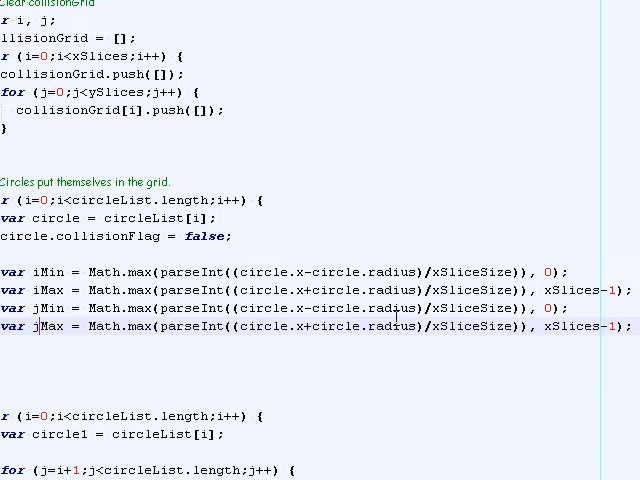 Clear collisionGrid
r i, j;
llisionGrid = [];
r (i=0;i<xSlices;i++) {
collisionGrid.push([]);
for (j=0;j<ySlices;j++) {
collisionGrid[i].push([]);
}
Circles put themselves in the grid.
r (i=0;i<circleList.length;i++) {
var circle = circleList[i];
circle.collisionFlag = false;
var iMin = Math.max(parseInt((circle.x-circle.radius)/xSliceSize)), 0);
var iMax = Math.max(parseInt((circle.x+circle.radius)/xSliceSize)), xSlices-1);
var jMin = Math.max(parseInt((circle.x-circle.radius)/xSliceSize)), 0);
var jMax = Math.max(parseInt((circle.x+circle.radius)/xSliceSize)), xSlices-1);
r (i=0;i<circleList.length;i++) {
var circle1 = circleList[i];
for (j=i+1;j<circleList.length;j++) {